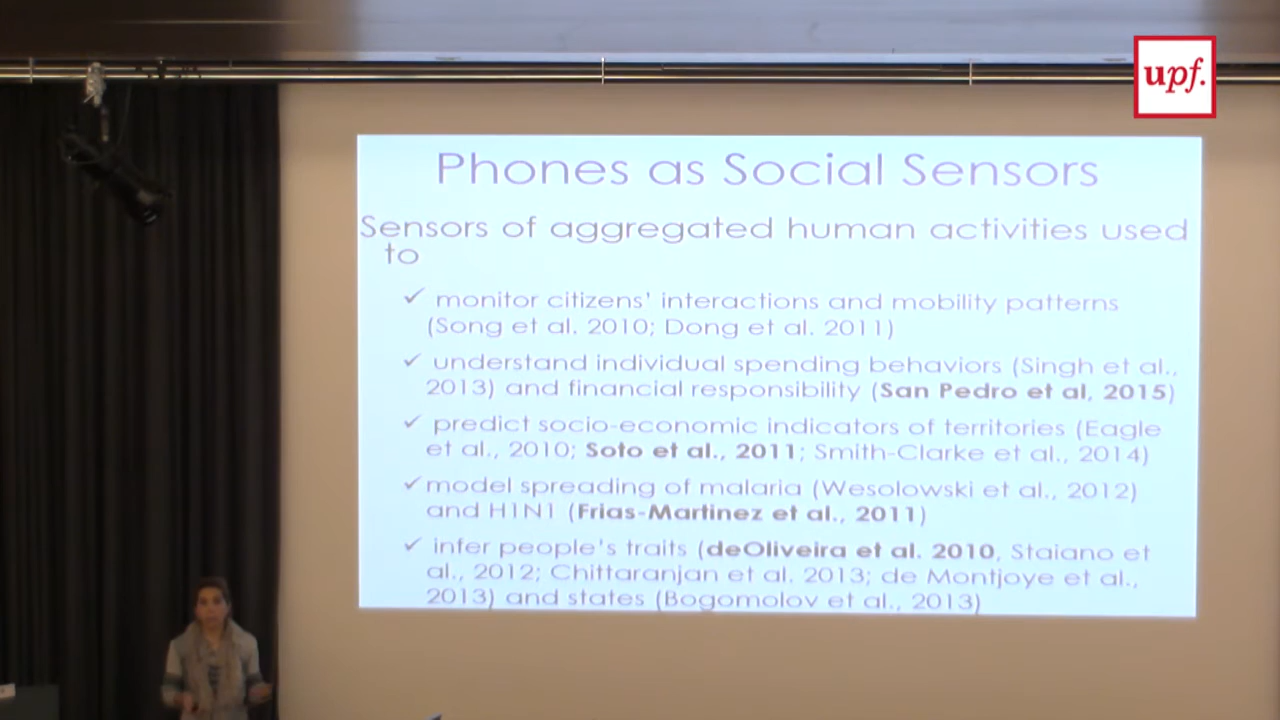 upf.
Phones as Social Sensors
Sensors of aggregated human activities used
to
✓ monitor citizens' interactions and mobility patterns
(Song et al. 2010; Dong et al. 2011)
✓ understand individual spending behaviors (Singh et al.,
2013) and financial responsibility (San Pedro et al, 2015)
✓ predict socio-economic indicators of territories (Eagle
et al., 2010; Soto et al., 2011; Smith-Clarke et al., 2014)
✓ model spreading of malaria (Wesolowski et al., 2012)
and H1N1 (Frias-Martinez et al., 2011)
✓ infer people's traits (deOliveira et al. 2010, Staiano et
al., 2012; Chittaranjan et al. 2013; de Montjoye et al.,
2013) and states (Bogomolov et al., 2013)